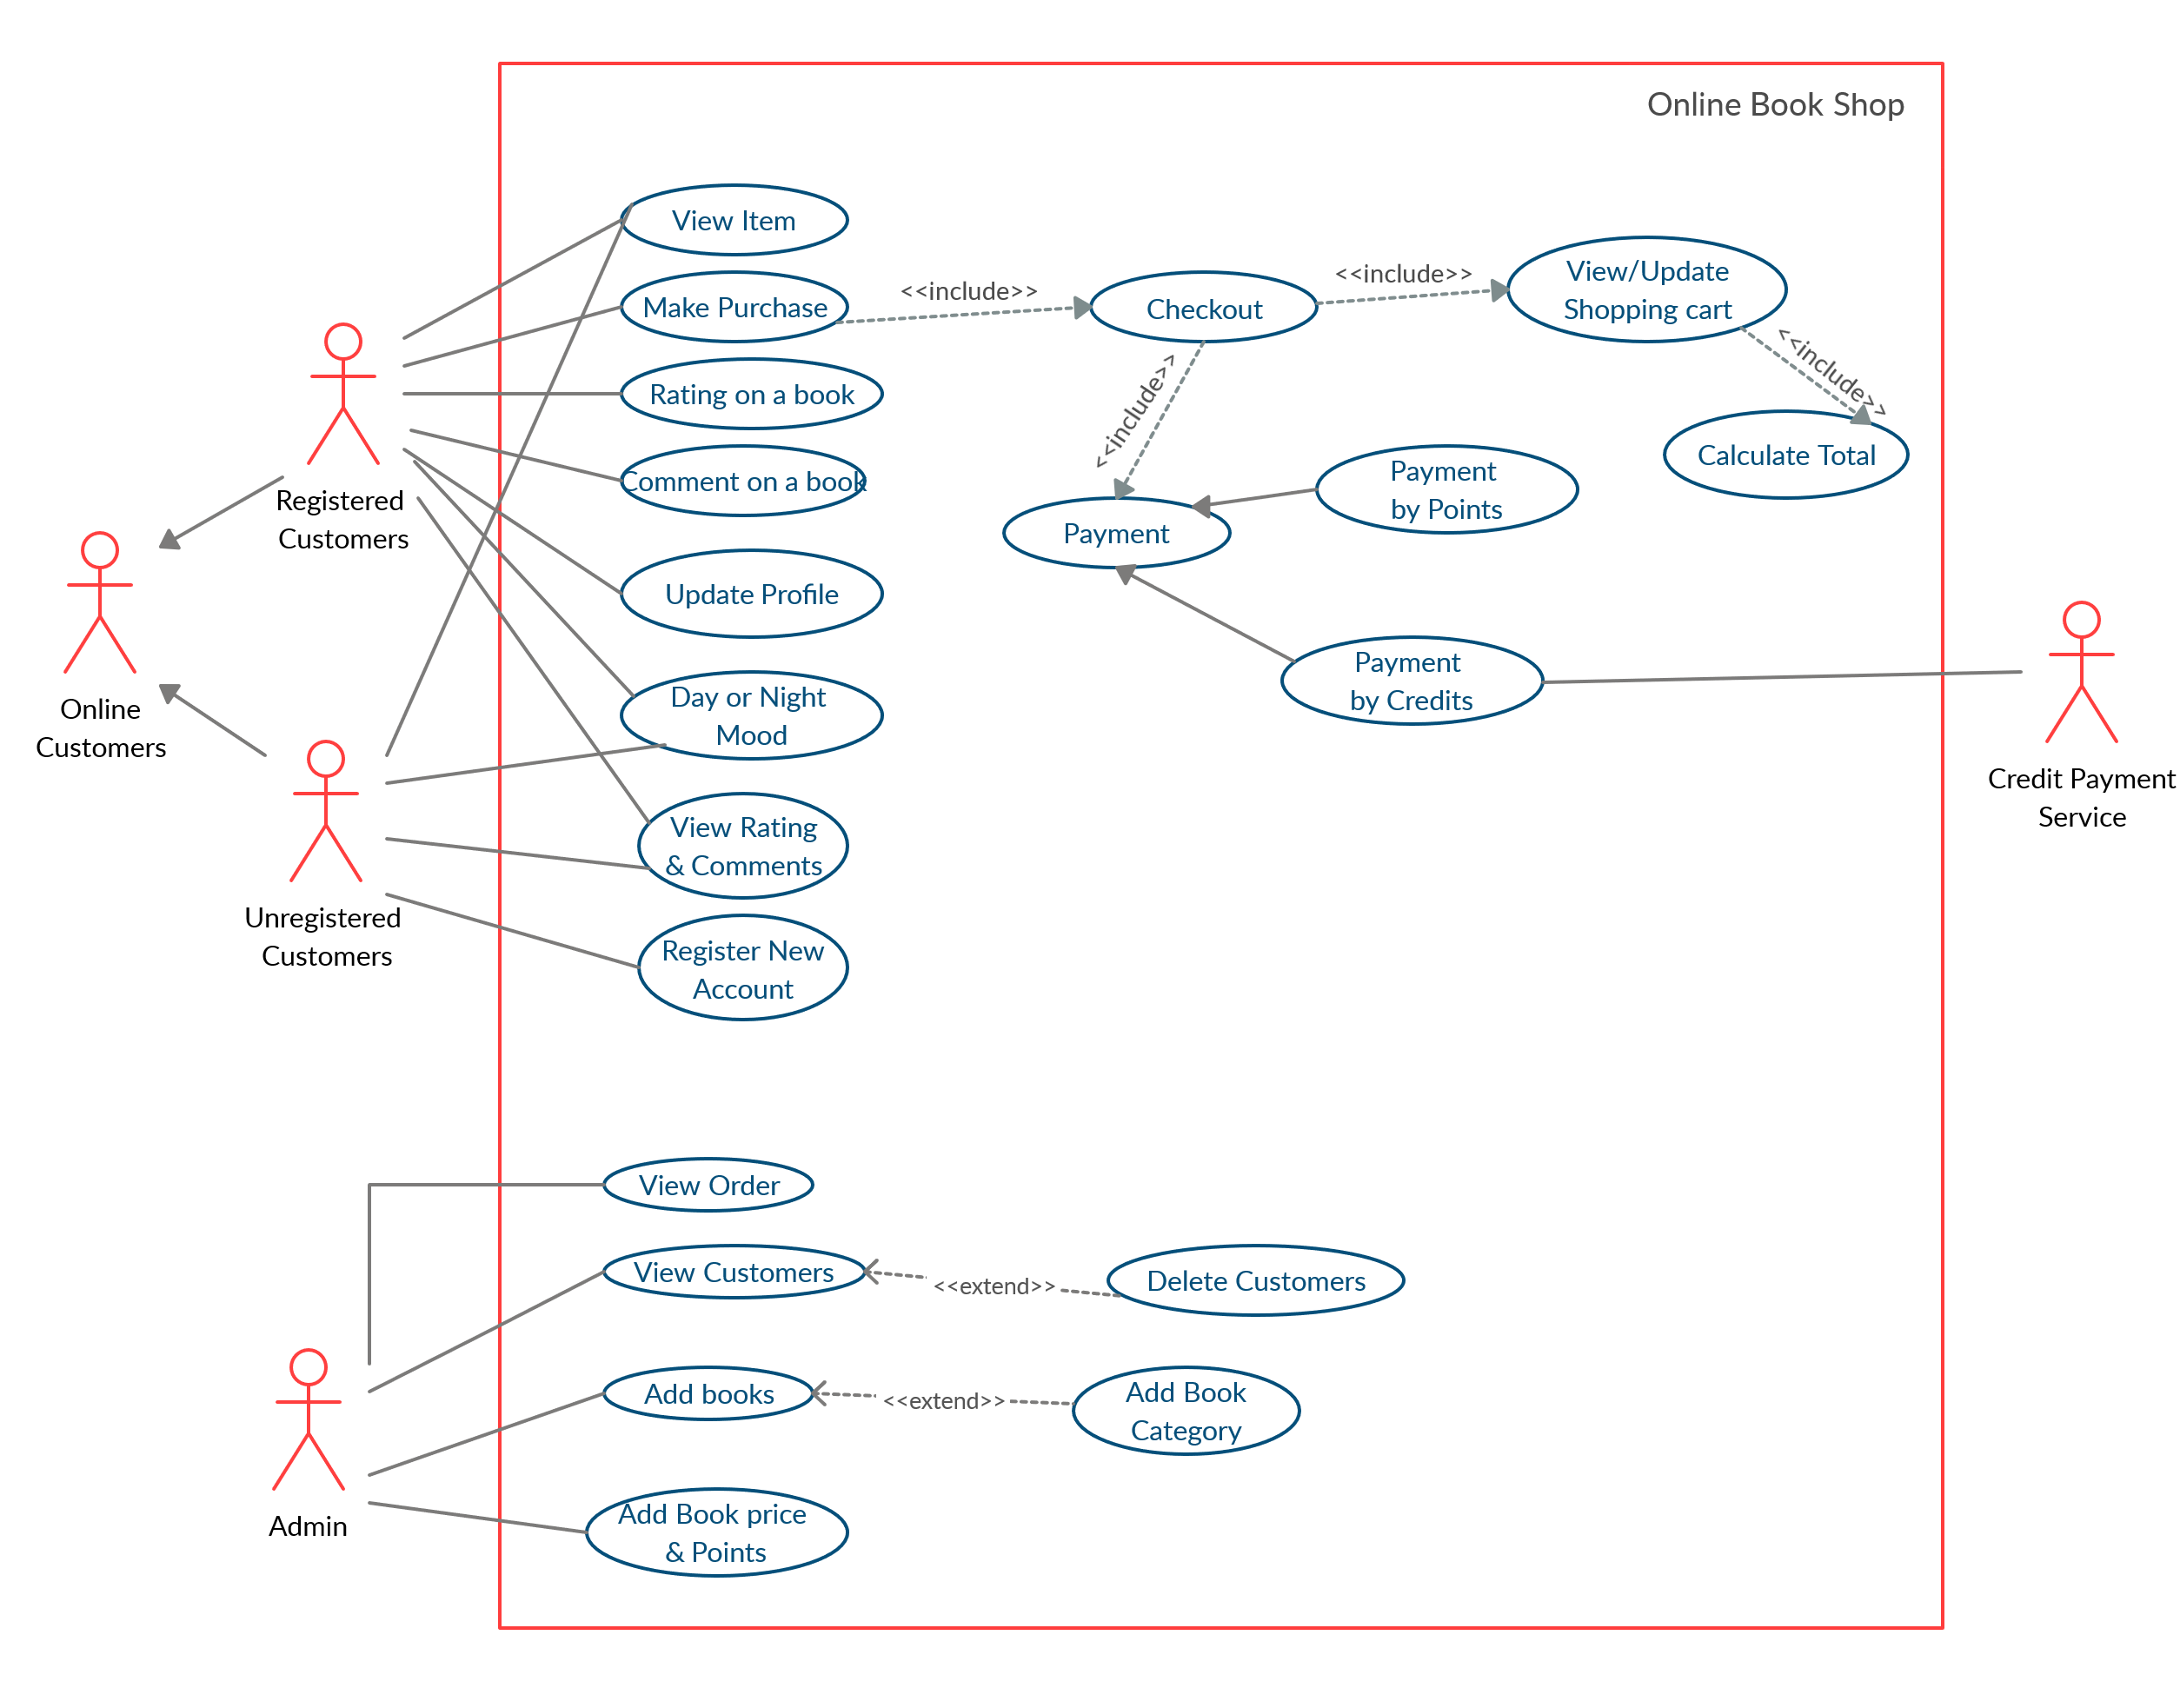 Online Book Shop
View Item
Make Purchase
<<include>>
Checkout
<<include>>
View/Update
Shopping cart
<<include>>
Calculate Total
<<include>>
Rating on a book
Comment on a book
Payment
by Points
Payment
Registered
Customers
Update Profile
Payment
by Credits
Online
Customers
Day or Night
Mood
Credit Payment
Service
View Rating
& Comments
Unregistered
Customers
Register New
Account
View Order
View Customers
<<extend>>
Delete Customers
Add books
<<extend>>
Add Book
Category
Admin
Add Book price
& Points